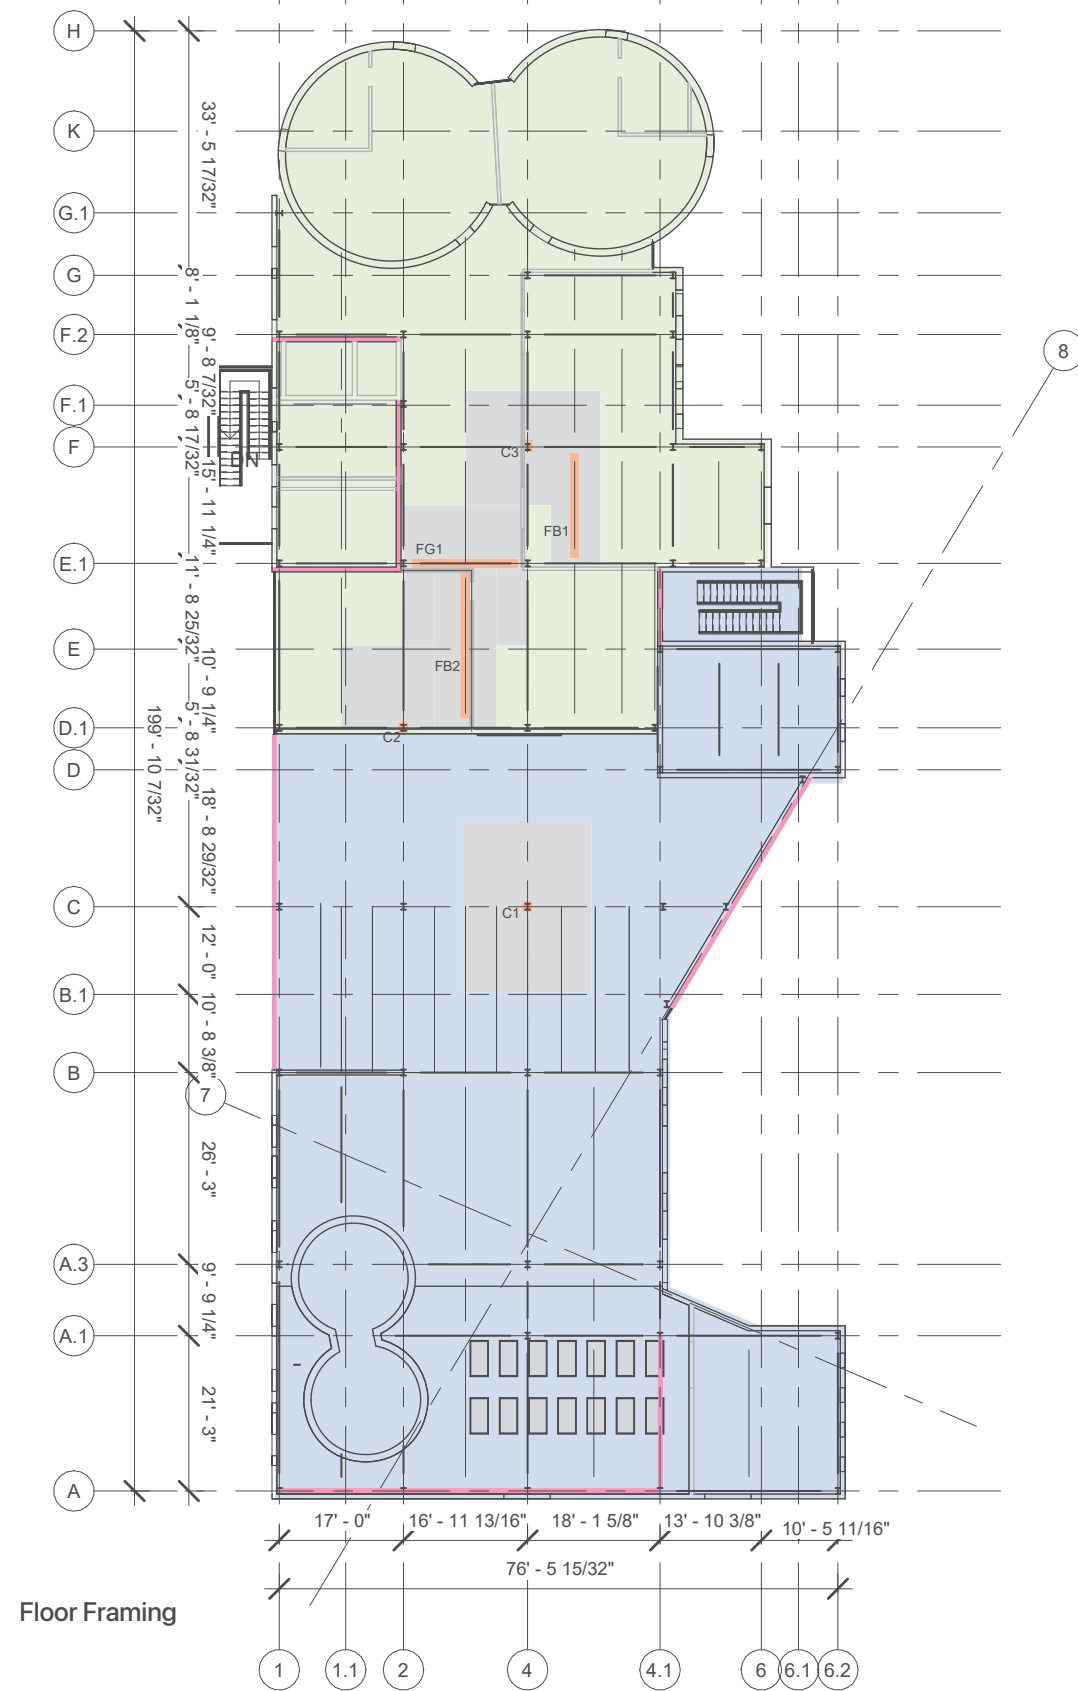 H
K
G.1
G
F.2
F.1
F
E.1
E
D.1
D
C
B.1
B
A.3
A.1
A
7
8
33' - 5 17/32"
8' - 1 1/8"
9' - 8 7/32"
5' - 8 17/32"
15' - 11 1/4"
11' - 8 25/32"
10' - 9 1/4"
5' - 8 31/32"
18' - 8 29/32"
199' - 10 7/32"
12' - 0"
10' - 8 3/8"
26' - 3"
9' - 9 1/4"
21' - 3"
DN
C3
FB1
FG1
FB2
C2
C1
17' - 0"
16' - 11 13/16"
18' - 1 5/8"
13' - 10 3/8"
10' - 5 11/16"
76' - 5 15/32"
Floor Framing
1
1.1
2
4
4.1
6
6.1
6.2